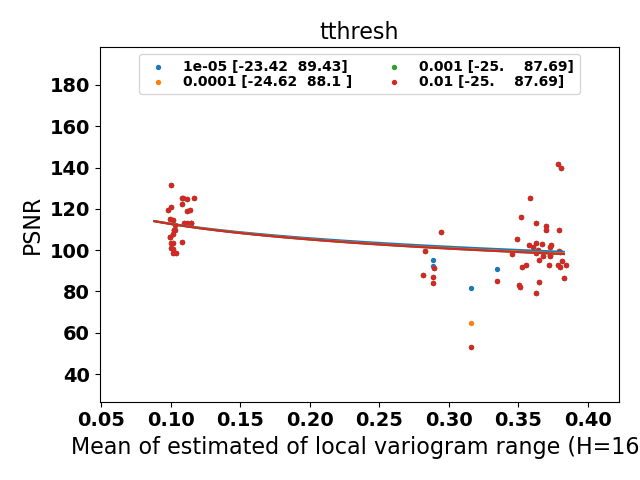 tthresh
1e-05 [-23.42  89.43]
0.0001 [-24.62  88.1 ]
0.001 [-25.    87.69]
0.01 [-25.    87.69]
PSNR
180
160
140
120
100
80
60
40
0.05 0.10 0.15 0.20 0.25 0.30 0.35 0.40
Mean of estimated of local variogram range (H=16